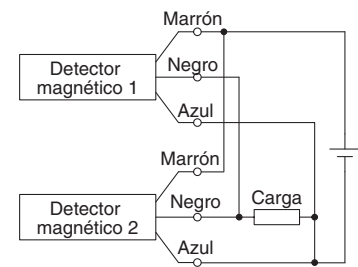 Marrón
Detector
magnético 1
Negro
Azul
Marrón
Detector
magnético 2
Negro
Carga
Azul